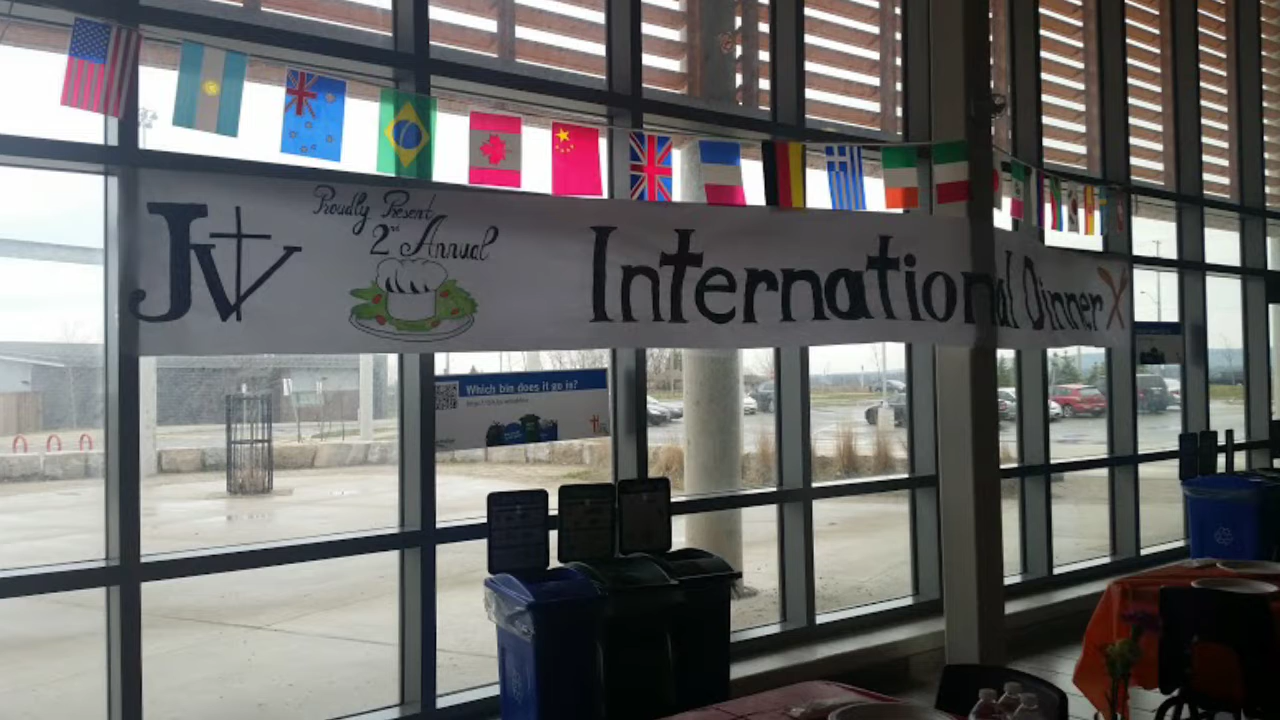 JV
Proudly Present
2nd Annual
International Dinner
Which bin does it go in?